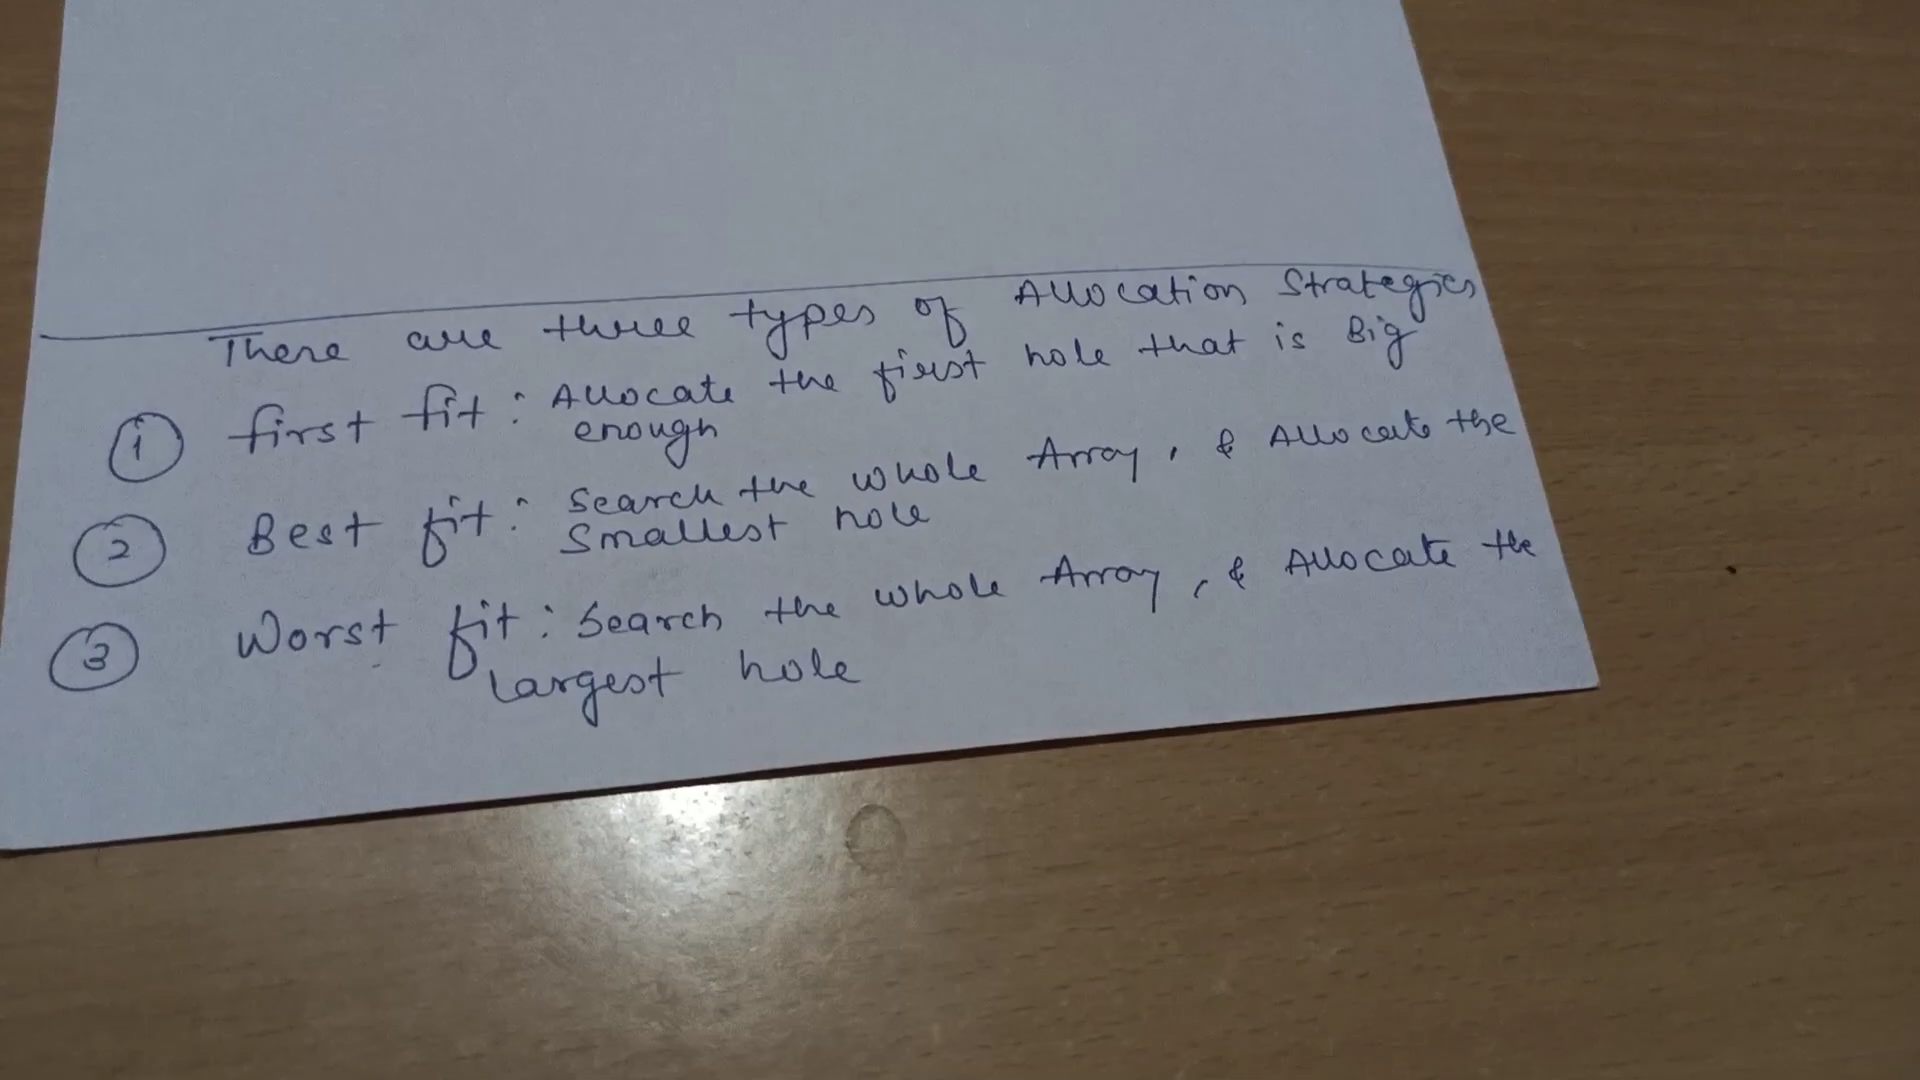 There are three types of Allocation Strategies
① first fit : Allocate the first hole that is Big
enough
② Best fit : Search the whole Array, & Allocate the
Smallest hole
③ Worst fit : Search the whole Array, & Allocate the
largest hole